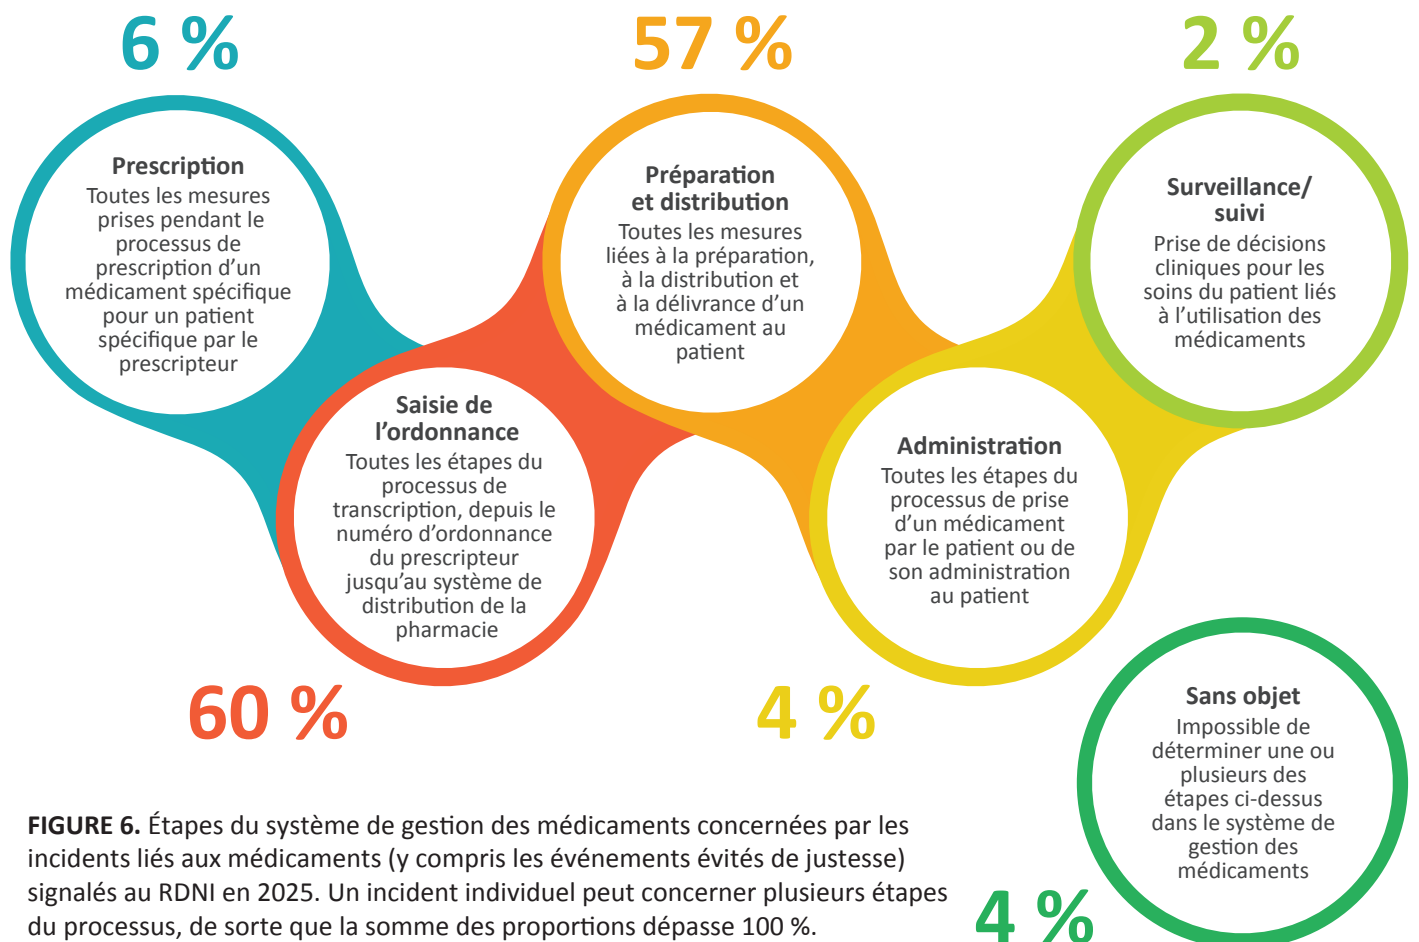 6 %
Prescription
Toutes les mesures
prises pendant le
processus de
prescription d’un
médicament spécifique
pour un patient
spécifique par le
prescripteur
60 %
Saisie de
l’ordonnance
Toutes les étapes du
processus de
transcription, depuis le
numéro d’ordonnance
du prescripteur
jusqu’au système de
distribution de la
pharmacie
57 %
Préparation
et distribution
Toutes les mesures
liées à la préparation,
à la distribution et
à la délivrance d’un
médicament au
patient
4 %
Administration
Toutes les étapes du
processus de prise
d’un médicament
par le patient ou de
son administration
au patient
2 %
Surveillance/
suivi
Prise de décisions
cliniques pour les
soins du patient liés
à l’utilisation des
médicaments
4 %
Sans objet
Impossible de
déterminer une ou
plusieurs des
étapes ci-dessus
dans le système de
gestion des
médicaments
FIGURE 6. Étapes du système de gestion des médicaments concernées par les
incidents liés aux médicaments (y compris les événements évités de justesse)
signalés au RDNI en 2025. Un incident individuel peut concerner plusieurs étapes
du processus, de sorte que la somme des proportions dépasse 100 %.